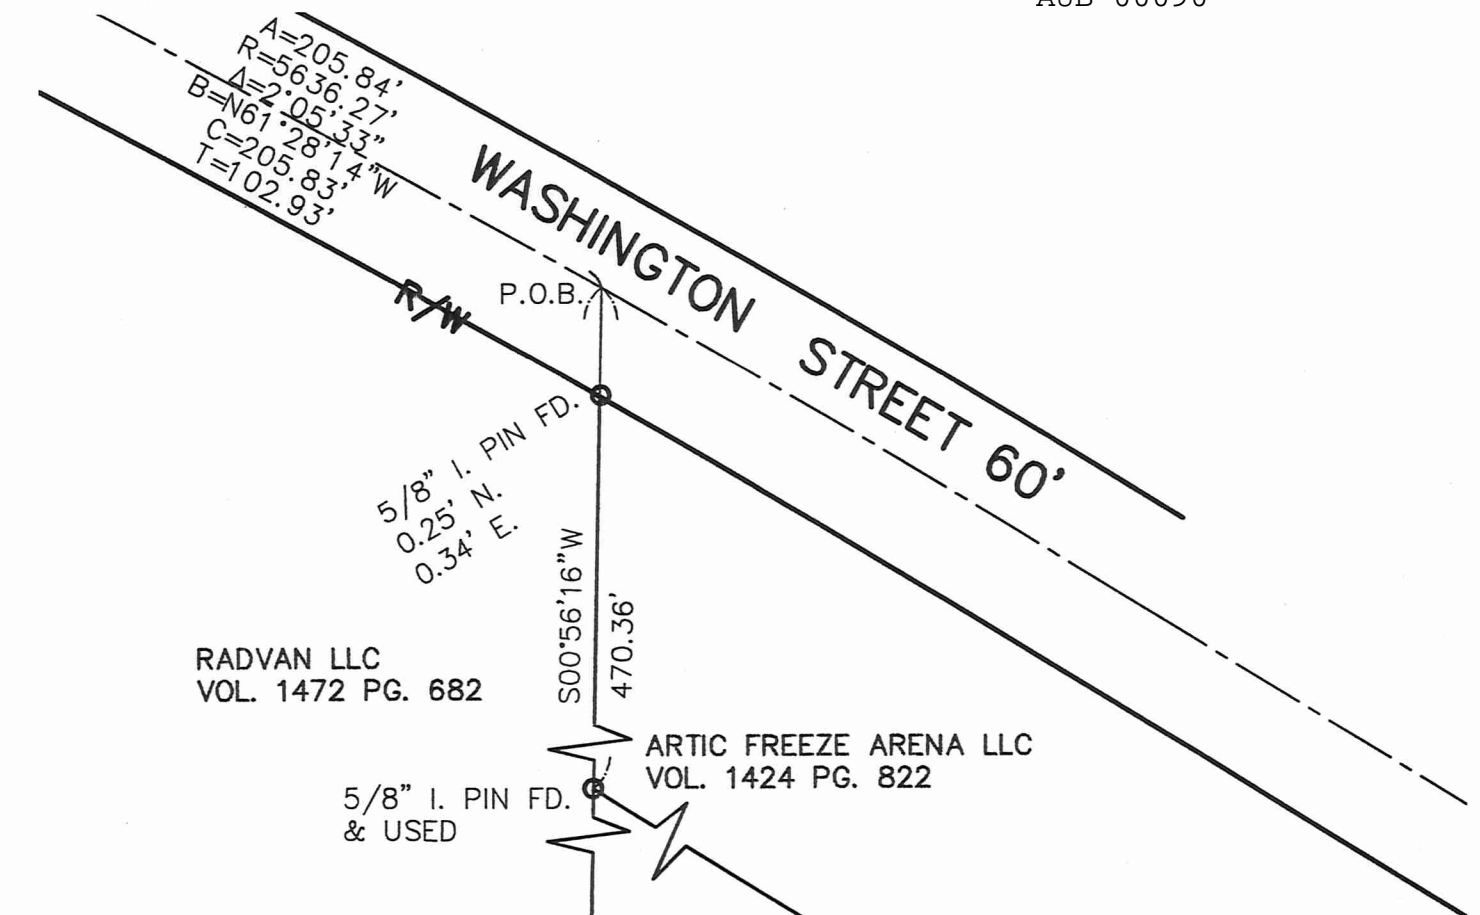 A=205.84'
R=5636.27'
Δ=2°05'33"
B=N61°28'14"W
C=205.83'
T=102.93'
WASHINGTON STREET 60'
P.O.B.
R/W
5/8" I. PIN FD.
0.25' N.
0.34' E.
S00°56'16"W
470.36'
RADVAN LLC
VOL. 1472 PG. 682
ARTIC FREEZE ARENA LLC
VOL. 1424 PG. 822
5/8" I. PIN FD.
& USED